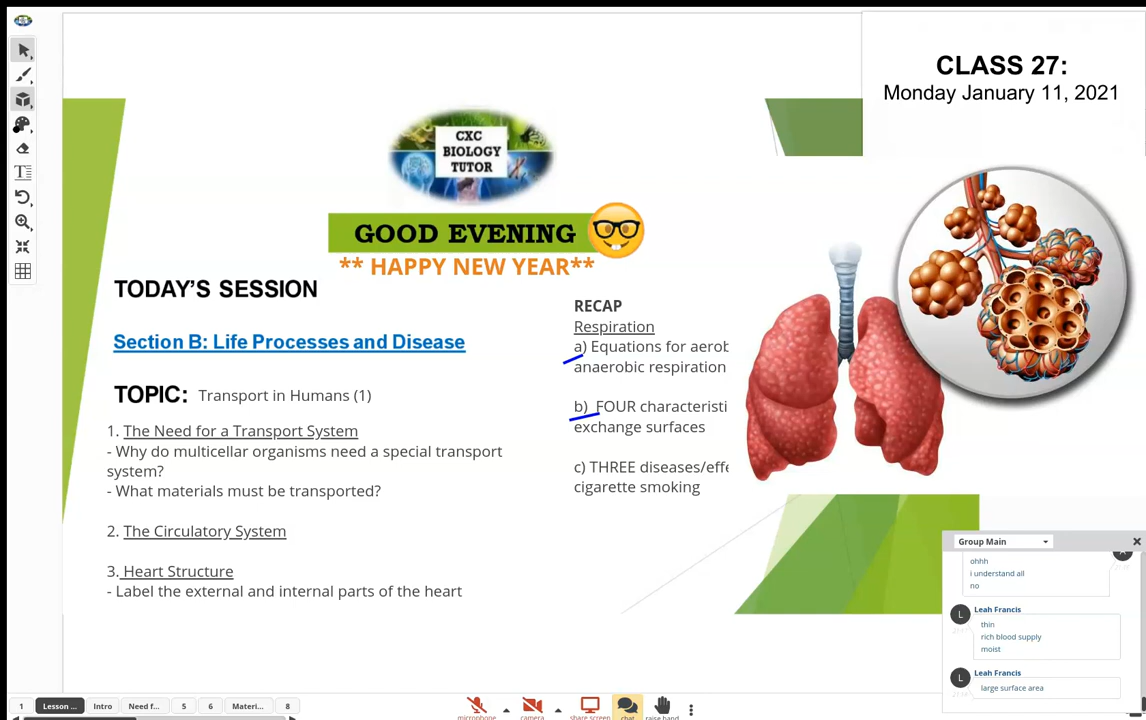 CLASS 27:
Monday January 11, 2021
CXC
BIOLOGY
TUTOR
GOOD EVENING
** HAPPY NEW YEAR**
TODAY'S SESSION
Section B: Life Processes and Disease
TOPIC: Transport in Humans (1)
1. The Need for a Transport System
- Why do multicellar organisms need a special transport
system?
- What materials must be transported?
2. The Circulatory System
3. Heart Structure
- Label the external and internal parts of the heart
RECAP
Respiration
a) Equations for aerob
anaerobic respiration
b) FOUR characteristi
exchange surfaces
c) THREE diseases/effe
cigarette smoking
Group Main
ohhh
i understand all
no
L
Leah Francis
thin
rich blood supply
moist
L
Leah Francis
large surface area
1 Lesson ... Intro Need f... 5 6 Materi... 8
microphone camera share screen chat raise hand